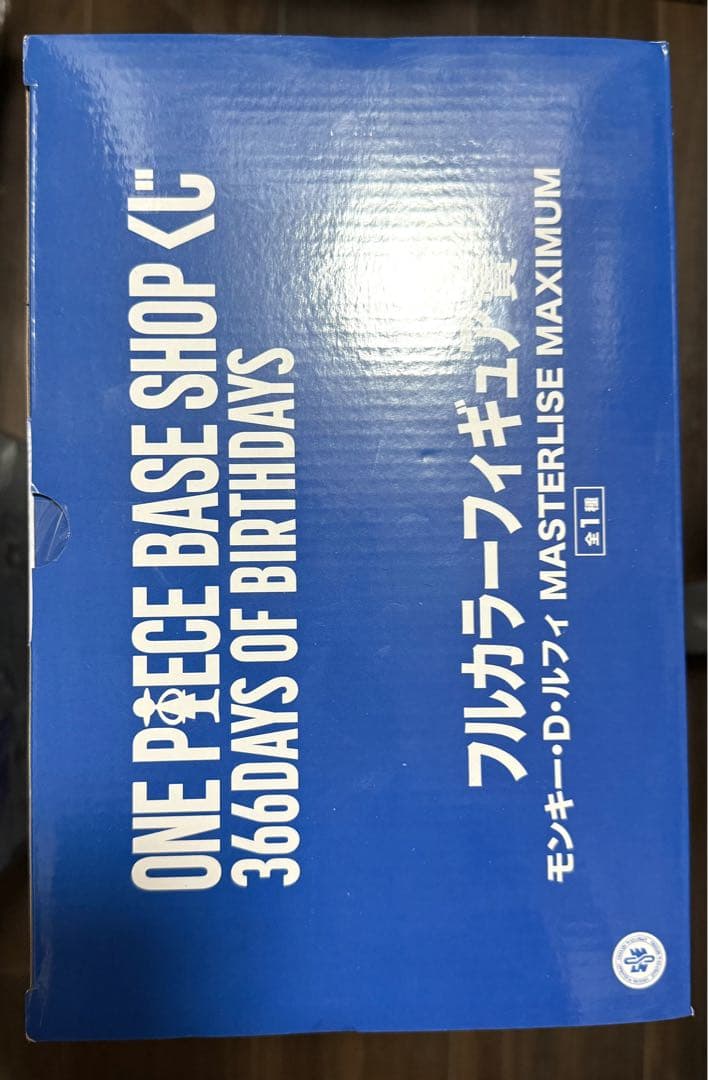 ONE PIECE BASE SHOP くじ
366DAYS OF BIRTHDAYS
フルカラーフィギュア賞
モンキー・D・ルフィ MASTERLISE MAXIMUM
全1種